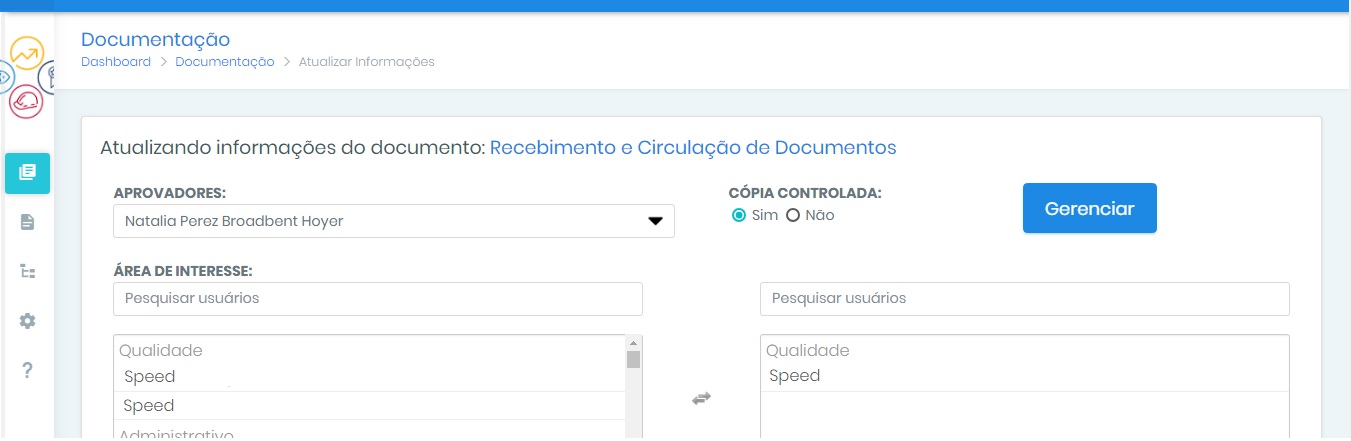 Documentação
Dashboard > Documentação > Atualizar Informações
Atualizando informações do documento: Recebimento e Circulação de Documentos
APROVADORES:
Natalia Perez Broadbent Hoyer
CÓPIA CONTROLADA:
Sim Não
Gerenciar
ÁREA DE INTERESSE:
Pesquisar usuários
Qualidade
Speed
Speed
Administrativo
Pesquisar usuários
Qualidade
Speed
?